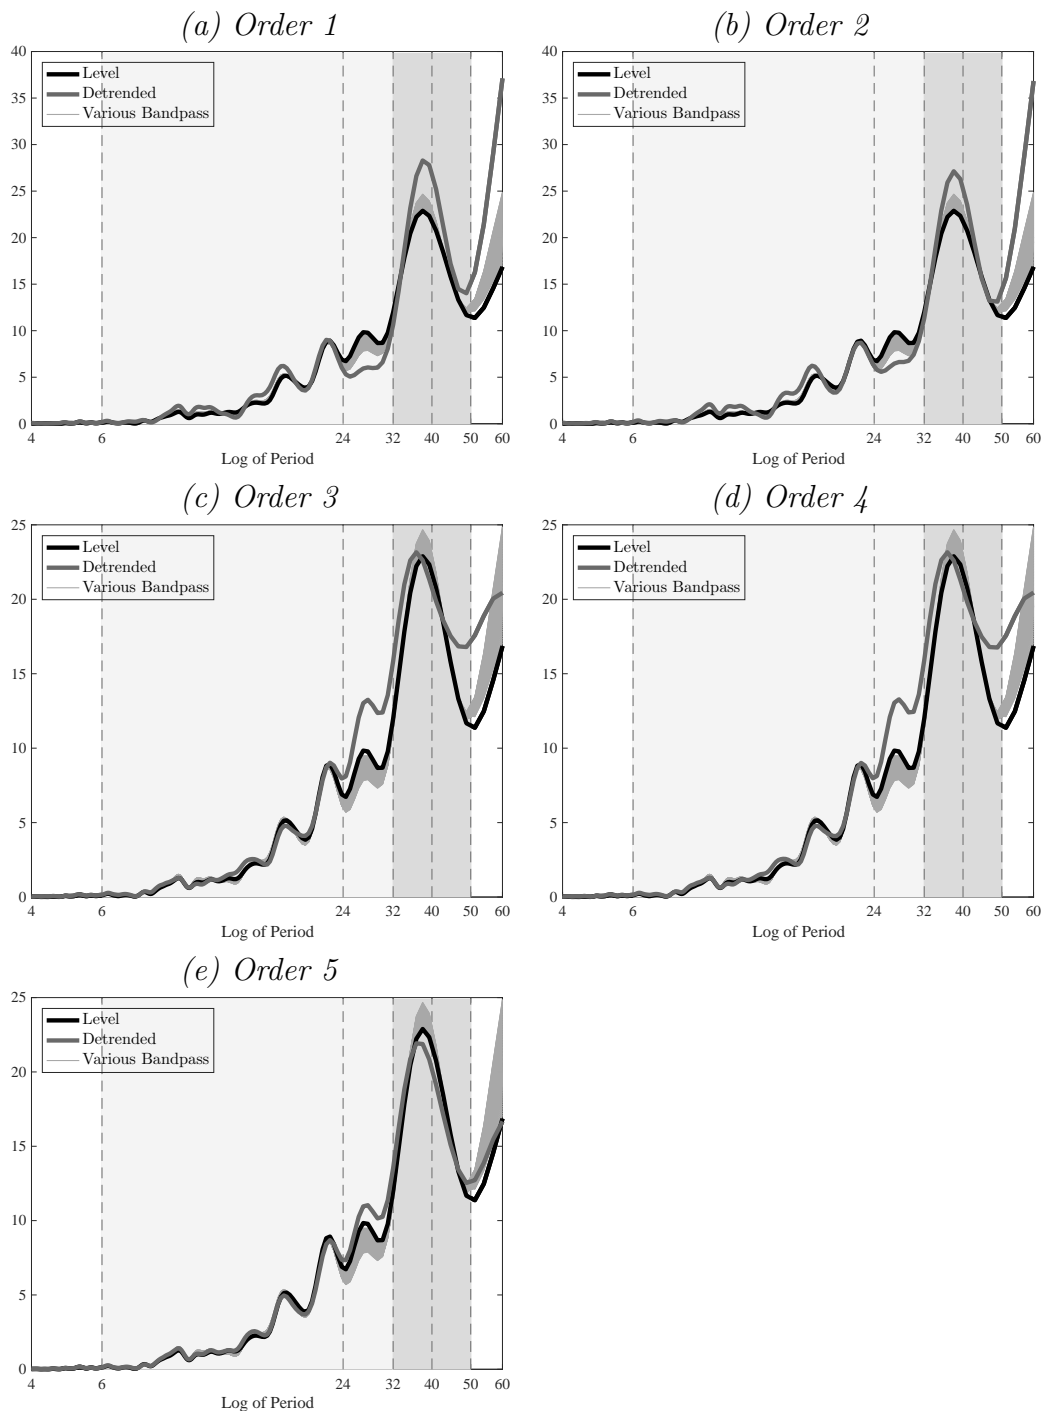 (a) Order 1
40
35
30
25
20
15
10
5
0
Level
Detrended
Various Bandpass
4 6 24 32 40 50 60
Log of Period
(b) Order 2
40
35
30
25
20
15
10
5
0
Level
Detrended
Various Bandpass
4 6 24 32 40 50 60
Log of Period
(c) Order 3
25
20
15
10
5
0
Level
Detrended
Various Bandpass
4 6 24 32 40 50 60
Log of Period
(d) Order 4
25
20
15
10
5
0
Level
Detrended
Various Bandpass
4 6 24 32 40 50 60
Log of Period
(e) Order 5
25
20
15
10
5
0
Level
Detrended
Various Bandpass
4 6 24 32 40 50 60
Log of Period